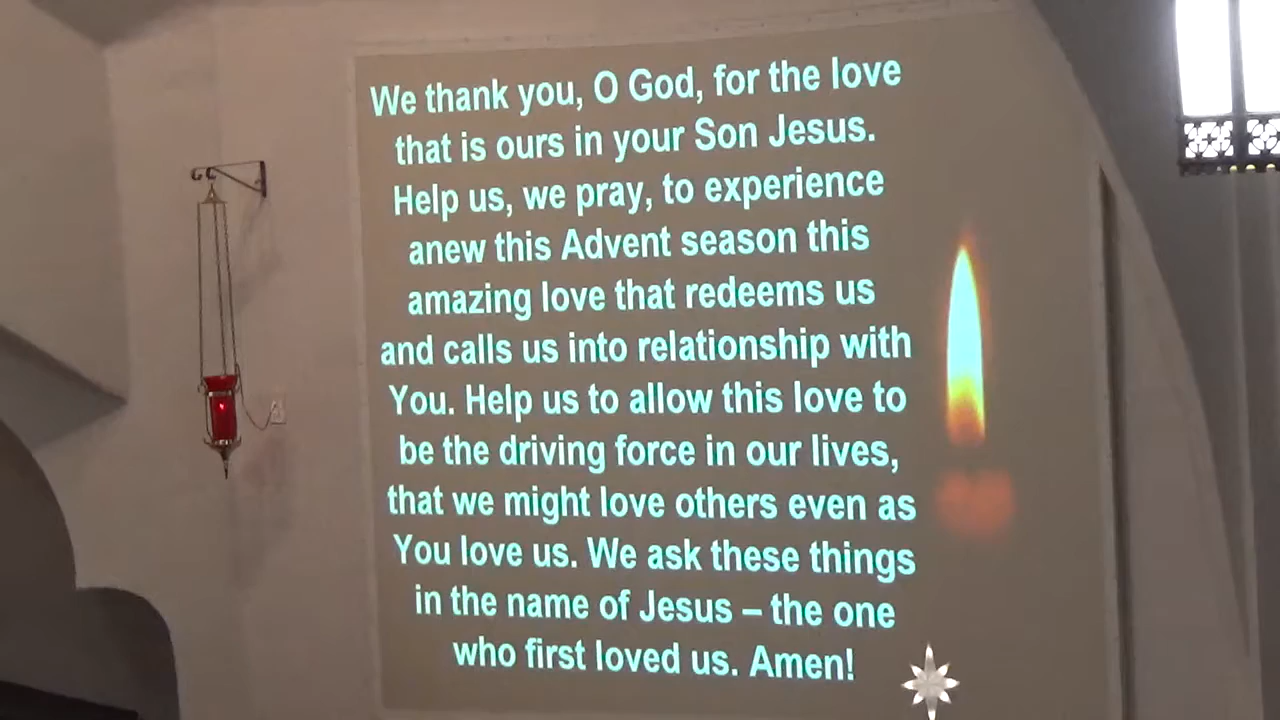 We thank you, O God, for the love
that is ours in your Son Jesus.
Help us, we pray, to experience
anew this Advent season this
amazing love that redeems us
and calls us into relationship with
You. Help us to allow this love to
be the driving force in our lives,
that we might love others even as
You love us. We ask these things
in the name of Jesus – the one
who first loved us. Amen!